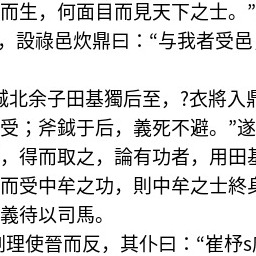 而生，何面目而見天下之士。”
，設祿邑炊鼎曰：“与我者受邑
城北余子田基獨后至，?衣將入鼎
受；斧鉞于后，義死不避。”遂
，得而取之，論有功者，用田基
而受中牟之功，則中牟之士終身
義待以司馬。
刂理使晉而反，其仆曰：“崔杼s